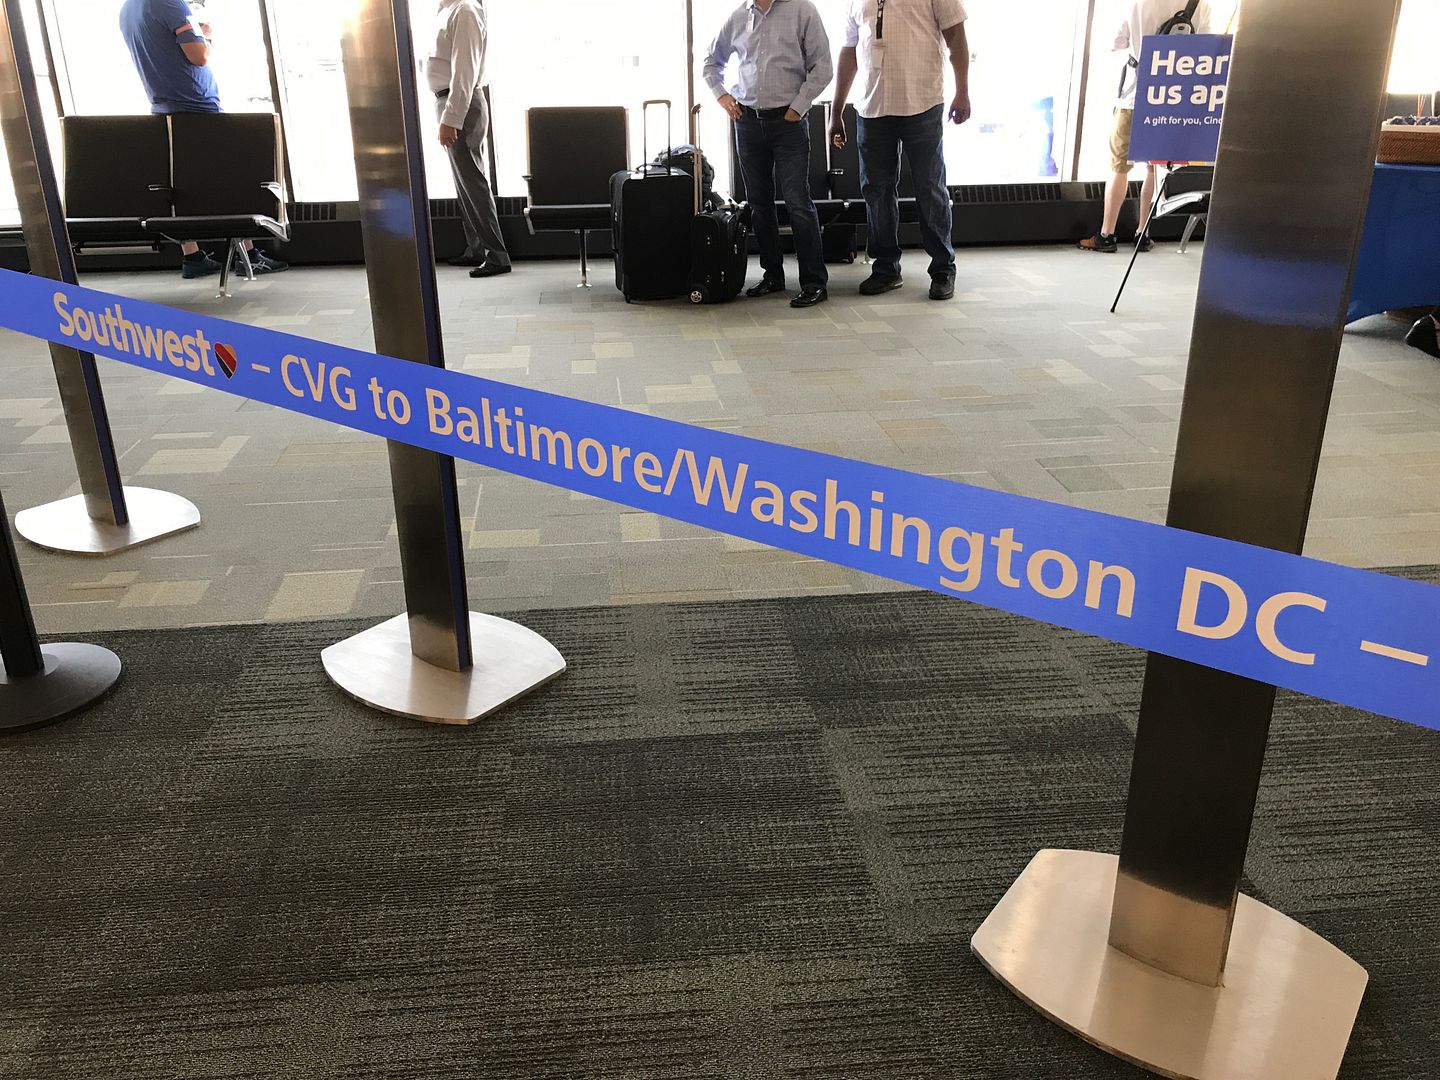 Hear
us ap
A gift for you, Cinc
Southwest – CVG to Baltimore/Washington DC –